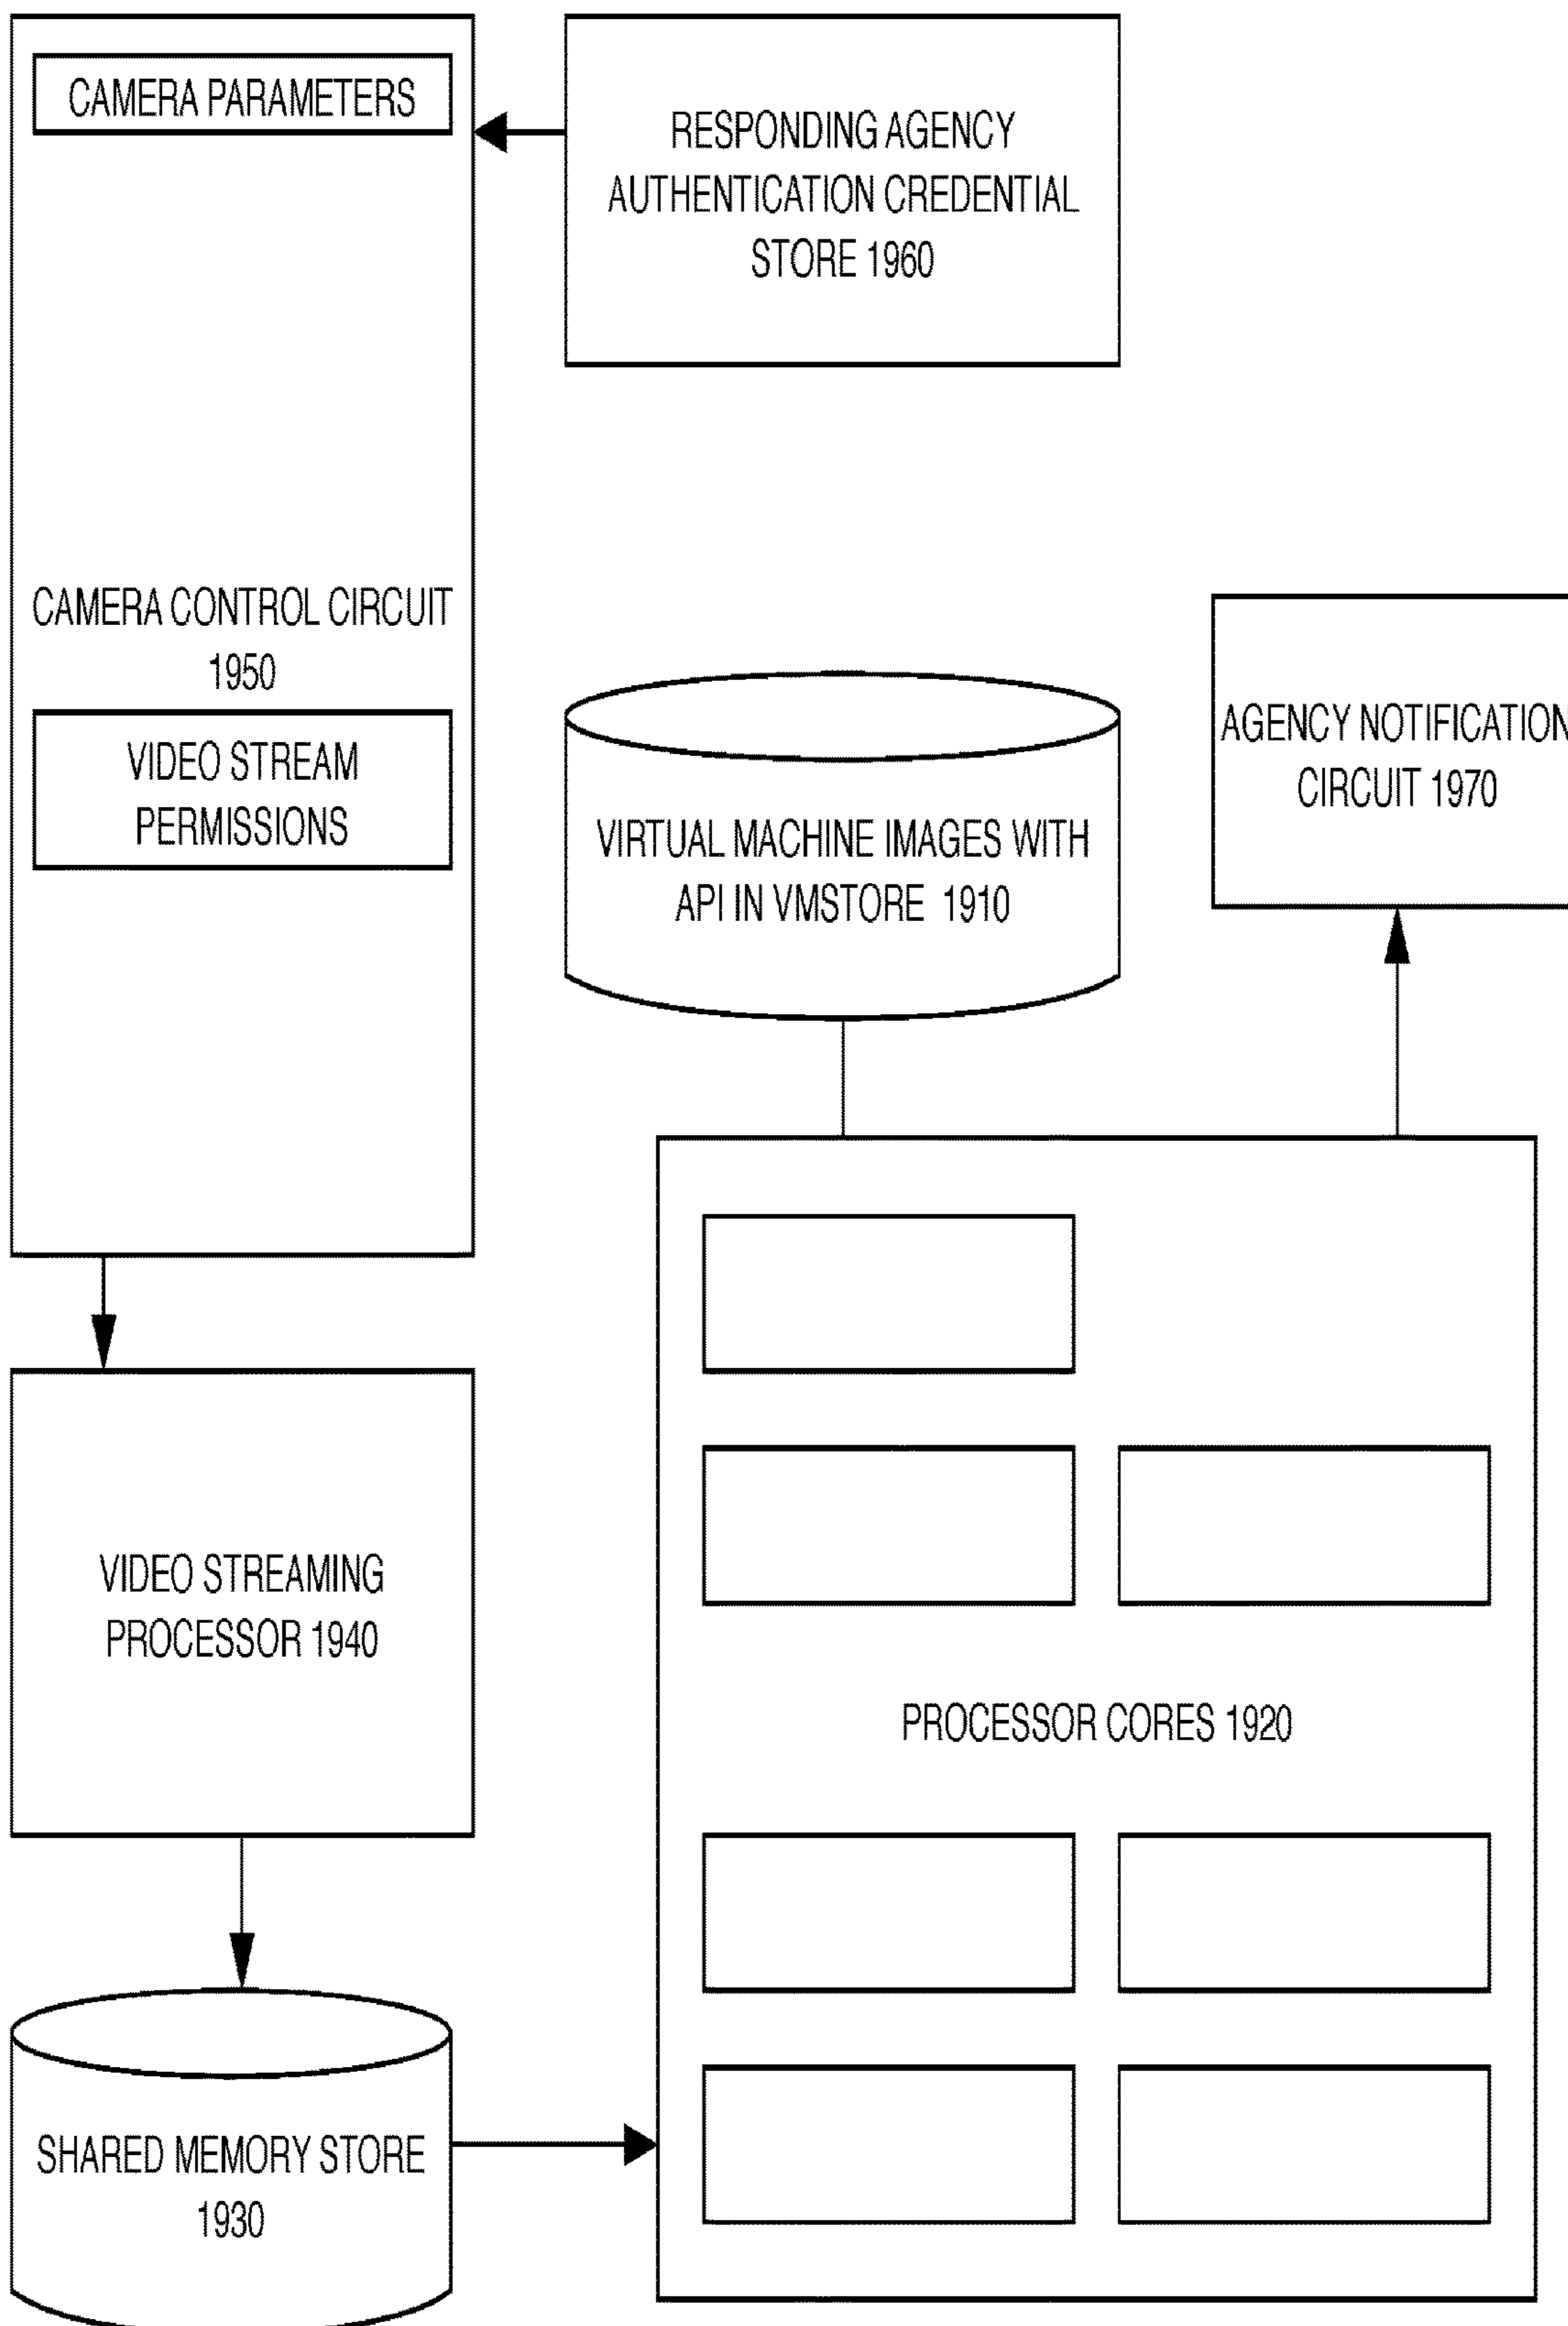 CAMERA PARAMETERS
RESPONDING AGENCY
AUTHENTICATION CREDENTIAL
STORE 1960
CAMERA CONTROL CIRCUIT
1950
VIDEO STREAM
PERMISSIONS
VIRTUAL MACHINE IMAGES WITH
API IN VMSTORE 1910
AGENCY NOTIFICATION
CIRCUIT 1970
VIDEO STREAMING
PROCESSOR 1940
PROCESSOR CORES 1920
SHARED MEMORY STORE
1930